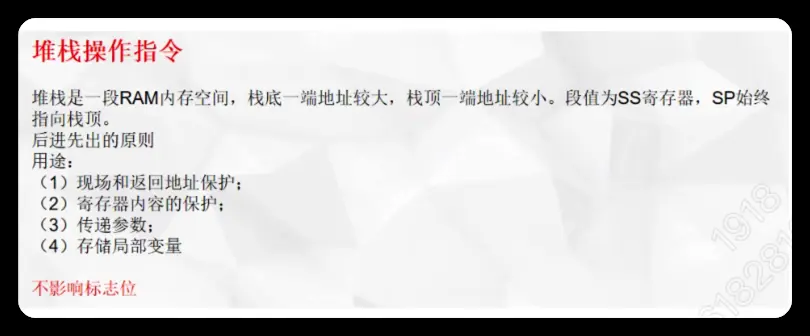 堆栈操作指令
堆栈是一段RAM内存空间，栈底一端地址较大，栈顶一端地址较小。段值为SS寄存器，SP始终
指向栈顶。
后进先出的原则
用途：
（1）现场和返回地址保护；
（2）寄存器内容的保护；
（3）传递参数；
（4）存储局部变量
不影响标志位
1918